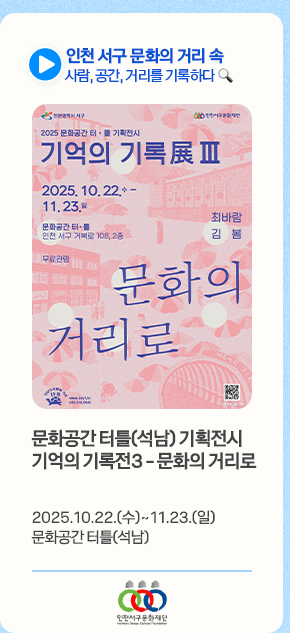 인천 서구 문화의 거리 속
사람, 공간, 거리를 기록하다
인천광역시 서구
인천서구문화재단
2025 문화공간 터·틀 기획전시
기억의 기록 展 Ⅲ
2025. 10. 22.수 –
11. 23.일
문화공간 터·틀
인천 서구 거북로 108, 2층
최바람
김 봄
무료관람
문화의
거리로
문화공간 터틀(석남) 기획전시
기억의 기록전3 - 문화의 거리로
2025.10.22.(수)~11.23.(일)
문화공간 터틀(석남)
인천서구문화재단